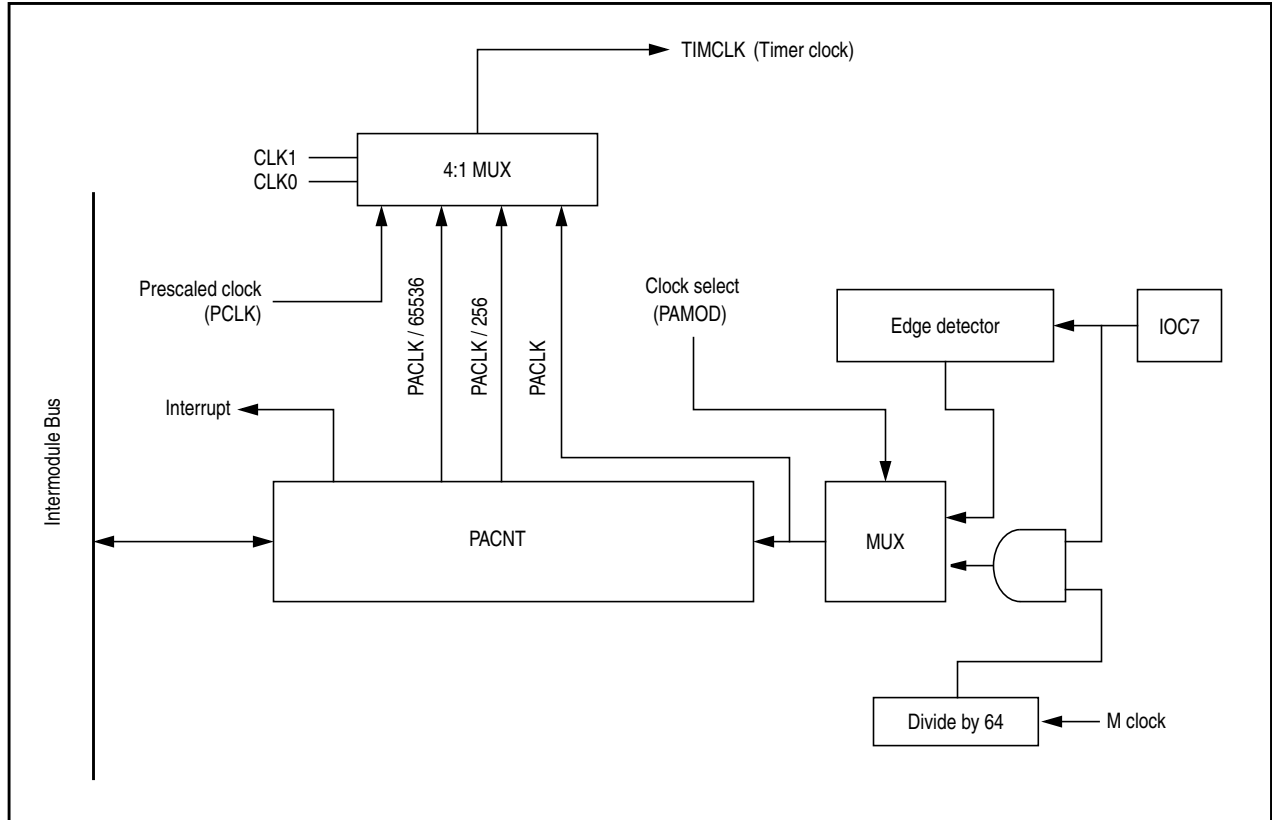 TIMCLK (Timer clock)
CLK1
CLK0
4:1 MUX
Prescaled clock
(PCLK)
PACLK / 65536
PACLK / 256
PACLK
Clock select
(PAMOD)
Edge detector
IOC7
Interrupt
Intermodule Bus
PACNT
MUX
Divide by 64
M clock